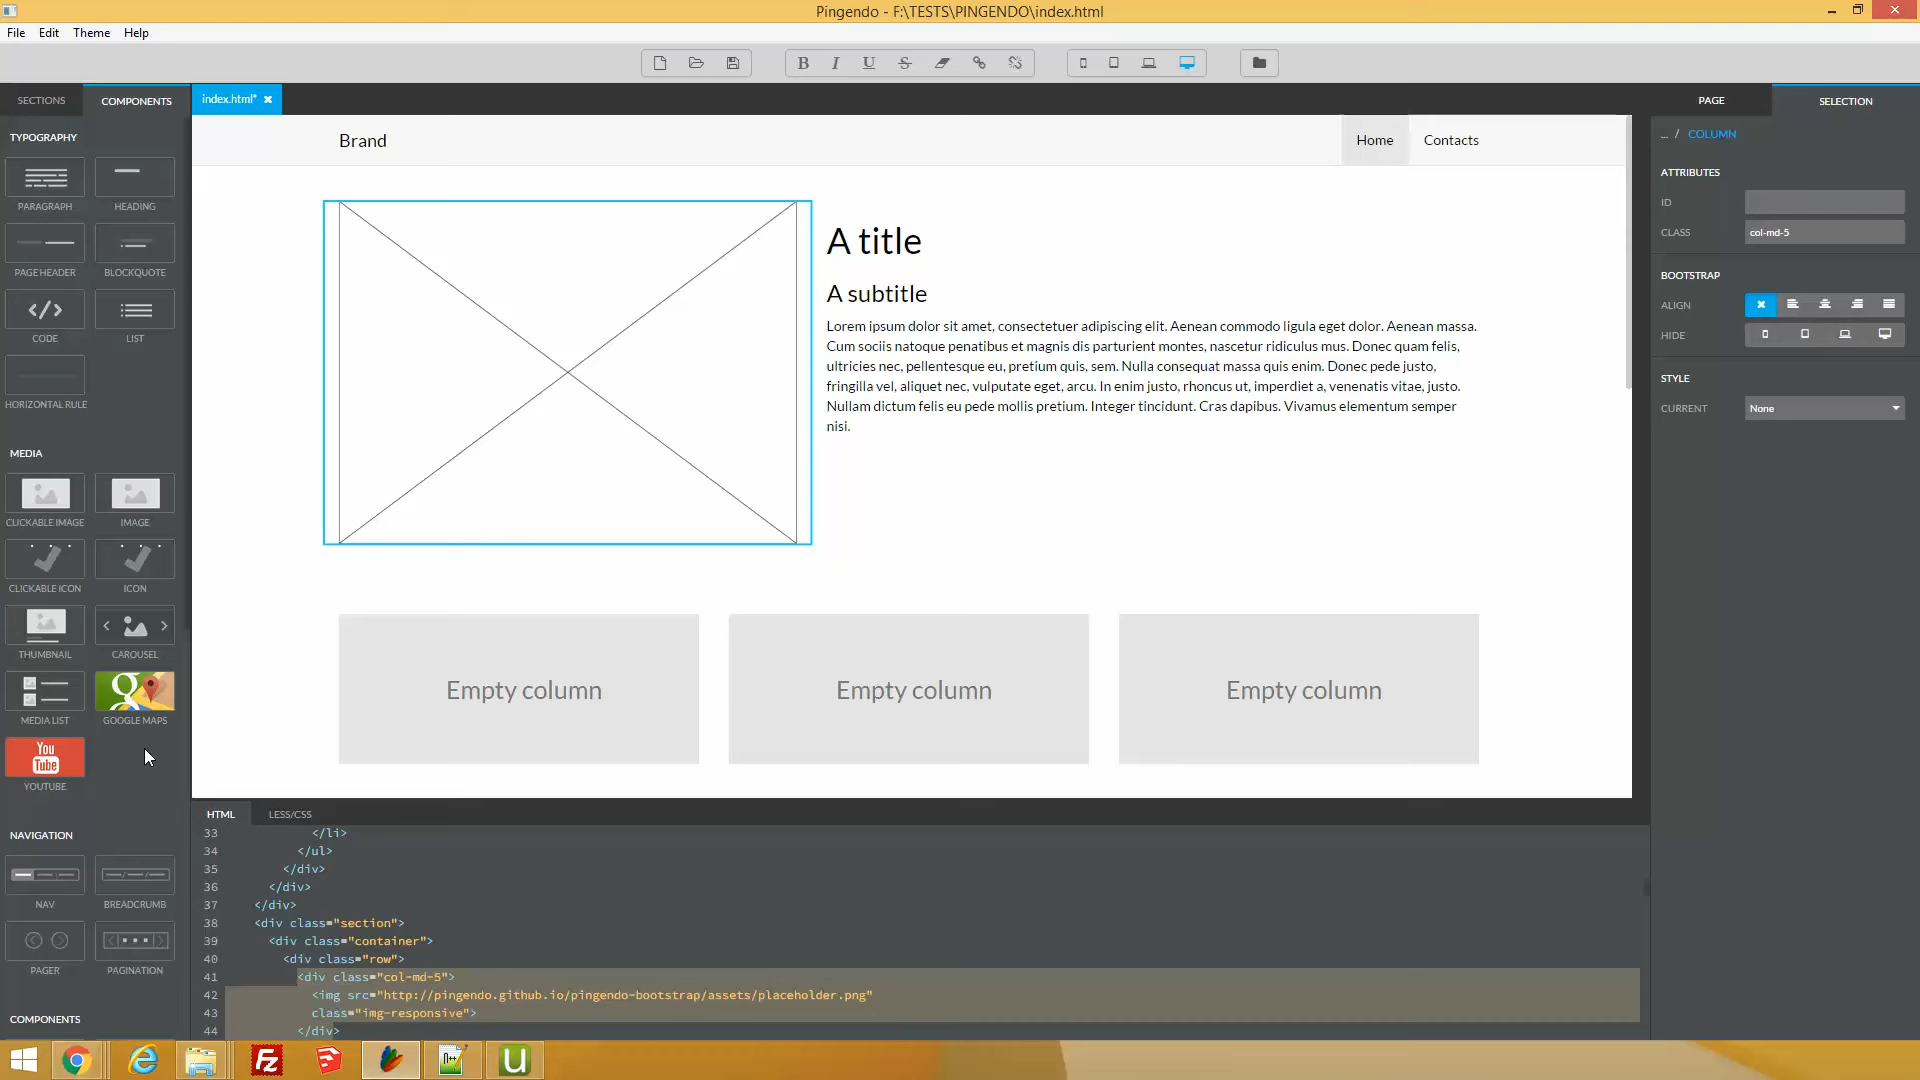 Pingendo - F:\TESTS\PINGENDO\index.html
File Edit Theme Help
B I U S
SECTIONS COMPONENTS
index.html*
PAGE SELECTION
TYPOGRAPHY
PARAGRAPH HEADING
PAGE HEADER BLOCKQUOTE
CODE LIST
HORIZONTAL RULE
MEDIA
CLICKABLE IMAGE IMAGE
CLICKABLE ICON ICON
THUMBNAIL CAROUSEL
MEDIA LIST GOOGLE MAPS
You
Tube
YOUTUBE
NAVIGATION
NAV BREADCRUMB
PAGER PAGINATION
COMPONENTS
Brand
Home Contacts
A title
A subtitle
Lorem ipsum dolor sit amet, consectetuer adipiscing elit. Aenean commodo ligula eget dolor. Aenean massa.
Cum sociis natoque penatibus et magnis dis parturient montes, nascetur ridiculus mus. Donec quam felis,
ultricies nec, pellentesque eu, pretium quis, sem. Nulla consequat massa quis enim. Donec pede justo,
fringilla vel, aliquet nec, vulputate eget, arcu. In enim justo, rhoncus ut, imperdiet a, venenatis vitae, justo.
Nullam dictum felis eu pede mollis pretium. Integer tincidunt. Cras dapibus. Vivamus elementum semper
nisi.
Empty column Empty column Empty column
... / COLUMN
ATTRIBUTES
ID
CLASS col-md-5
BOOTSTRAP
ALIGN
HIDE
STYLE
CURRENT None
HTML LESS/CSS
33 </li>
34 </ul>
35 </div>
36 </div>
37 </div>
38 <div class="section">
39 <div class="container">
40 <div class="row">
41 <div class="col-md-5">
42 <img src="http://pingendo.github.io/pingendo-bootstrap/assets/placeholder.png"
43 class="img-responsive">
44 </div>